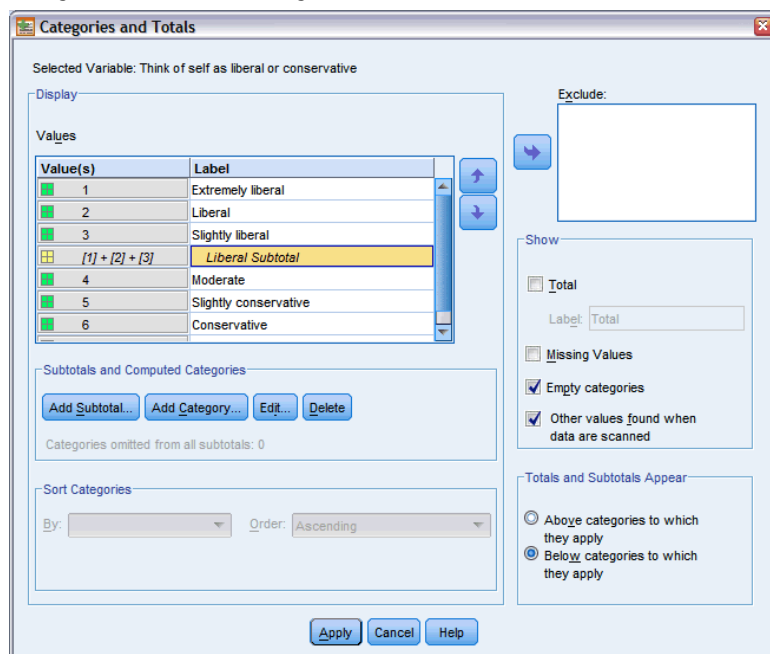 Categories and Totals
Selected Variable: Think of self as liberal or conservative
Display
Values
Value(s) Label
1 Extremely liberal
2 Liberal
3 Slightly liberal
[1] + [2] + [3] Liberal Subtotal
4 Moderate
5 Slightly conservative
6 Conservative
Subtotals and Computed Categories
Add Subtotal... Add Category... Edit... Delete
Categories omitted from all subtotals: 0
Sort Categories
By: Order: Ascending
Exclude:
Show
Total
Label: Total
Missing Values
Empty categories
Other values found when
data are scanned
Totals and Subtotals Appear
Above categories to which
they apply
Below categories to which
they apply
Apply Cancel Help